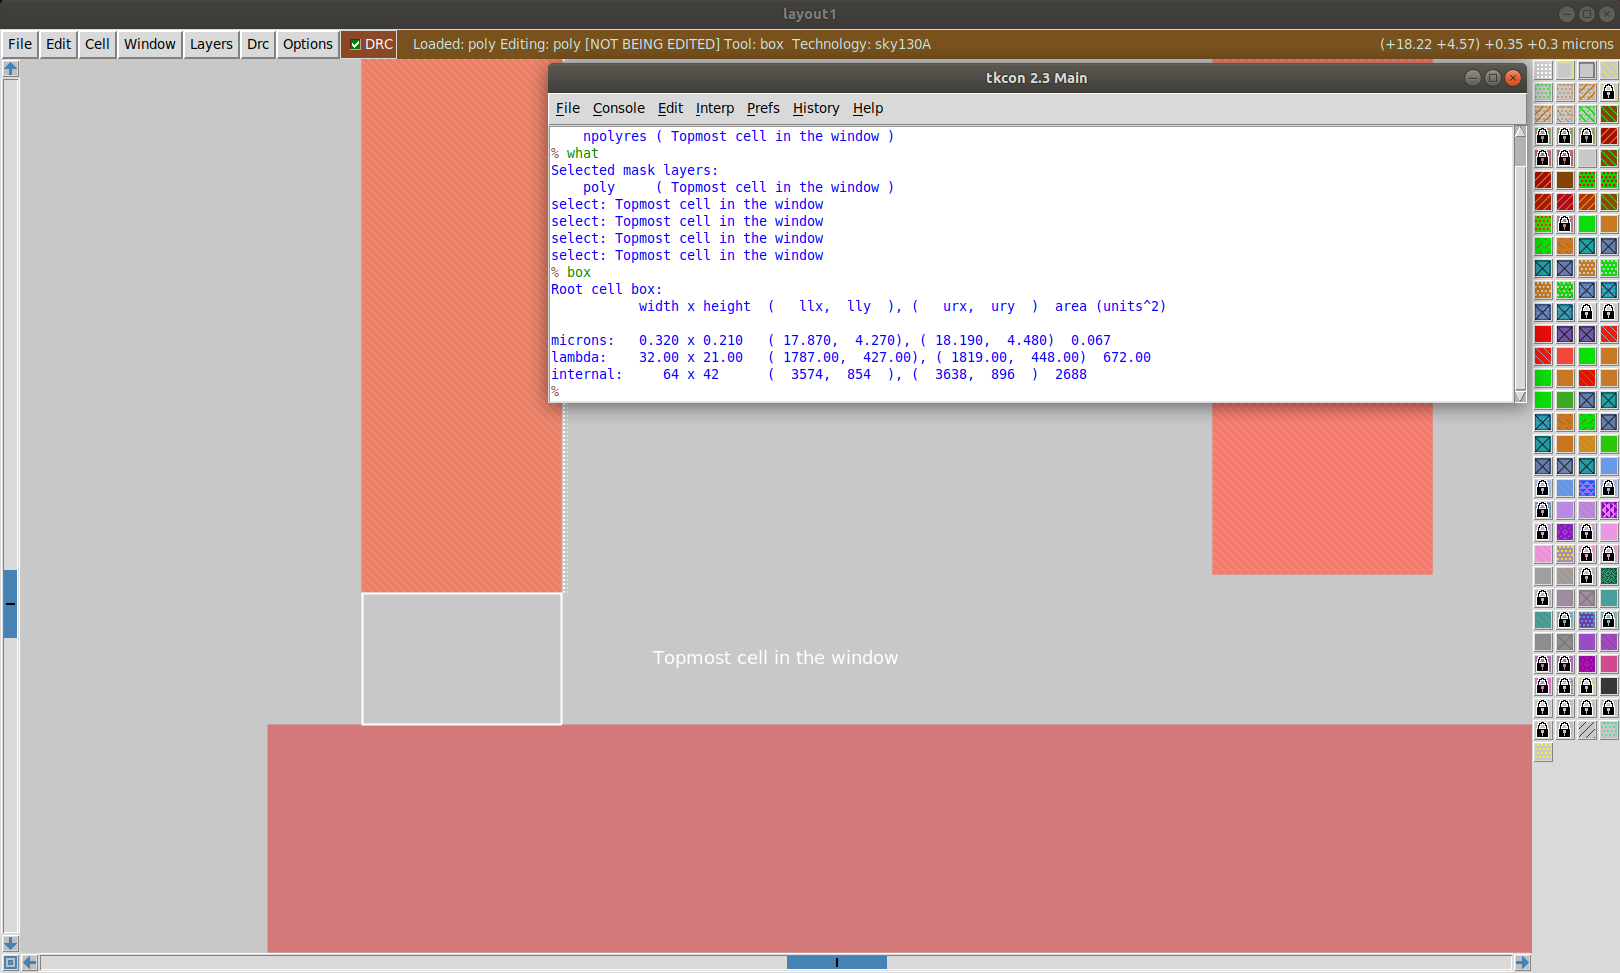 layout1
File Edit Cell Window Layers Drc Options DRC Loaded: poly Editing: poly [NOT BEING EDITED] Tool: box Technology: sky130A (+18.22 +4.57) +0.35 +0.3 microns
tkcon 2.3 Main
File Console Edit Interp Prefs History Help
npolyres ( Topmost cell in the window )
% what
Selected mask layers:
poly ( Topmost cell in the window )
select: Topmost cell in the window
select: Topmost cell in the window
select: Topmost cell in the window
select: Topmost cell in the window
% box
Root cell box:
width x height ( llx, lly ), ( urx, ury ) area (units^2)
microns: 0.320 x 0.210 ( 17.870, 4.270), ( 18.190, 4.480) 0.067
lambda: 32.00 x 21.00 ( 1787.00, 427.00), ( 1819.00, 448.00) 672.00
internal: 64 x 42 ( 3574, 854 ), ( 3638, 896 ) 2688
%
Topmost cell in the window